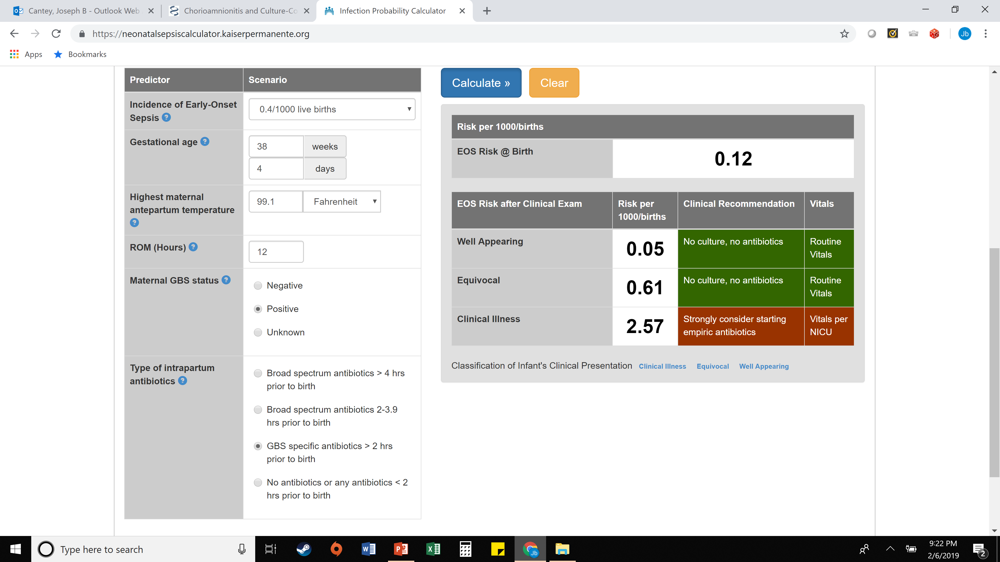 Cantey, Joseph B - Outlook Web
Chorioamnionitis and Culture-Co
Infection Probability Calculator
https://neonatalsepsiscalculator.kaiserpermanente.org
Jb
Apps
Bookmarks
Predictor
Scenario
Incidence of Early-Onset
Sepsis ?
0.4/1000 live births
Gestational age ?
38 weeks
4 days
Highest maternal
antepartum temperature
?
99.1 Fahrenheit
ROM (Hours) ?
12
Maternal GBS status ?
Negative
Positive
Unknown
Type of intrapartum
antibiotics ?
Broad spectrum antibiotics > 4 hrs
prior to birth
Broad spectrum antibiotics 2-3.9
hrs prior to birth
GBS specific antibiotics > 2 hrs
prior to birth
No antibiotics or any antibiotics < 2
hrs prior to birth
Calculate »
Clear
Risk per 1000/births
EOS Risk @ Birth
0.12
EOS Risk after Clinical Exam
Risk per
1000/births
Clinical Recommendation
Vitals
Well Appearing
0.05
No culture, no antibiotics
Routine
Vitals
Equivocal
0.61
No culture, no antibiotics
Routine
Vitals
Clinical Illness
2.57
Strongly consider starting
empiric antibiotics
Vitals per
NICU
Classification of Infant's Clinical Presentation Clinical Illness Equivocal Well Appearing
Type here to search
9:22 PM
2/6/2019
2